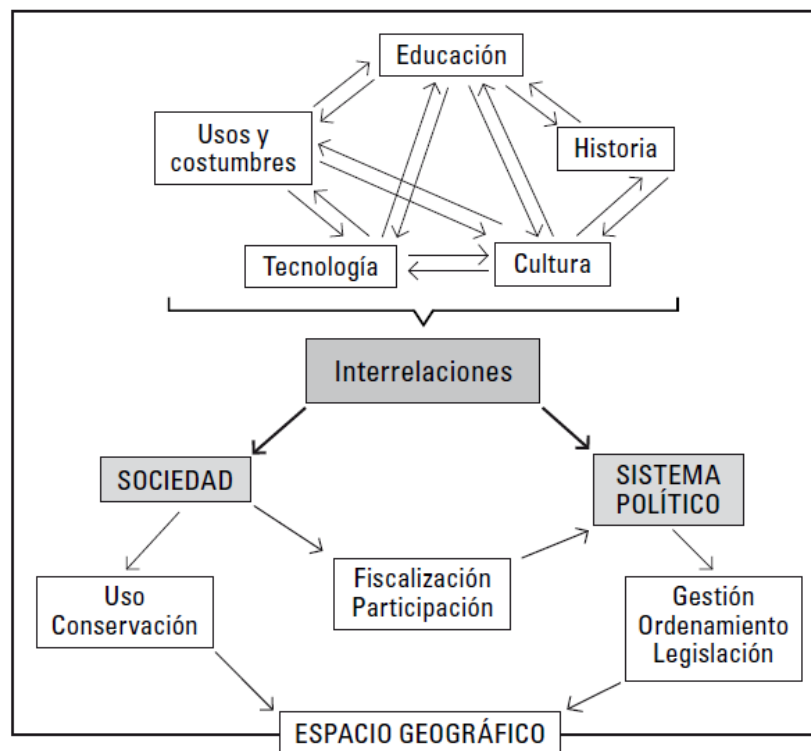 Educación
Usos y
costumbres
Historia
Tecnología
Cultura
Interrelaciones
SOCIEDAD
SISTEMA
POLÍTICO
Uso
Conservación
Fiscalización
Participación
Gestión
Ordenamiento
Legislación
ESPACIO GEOGRÁFICO